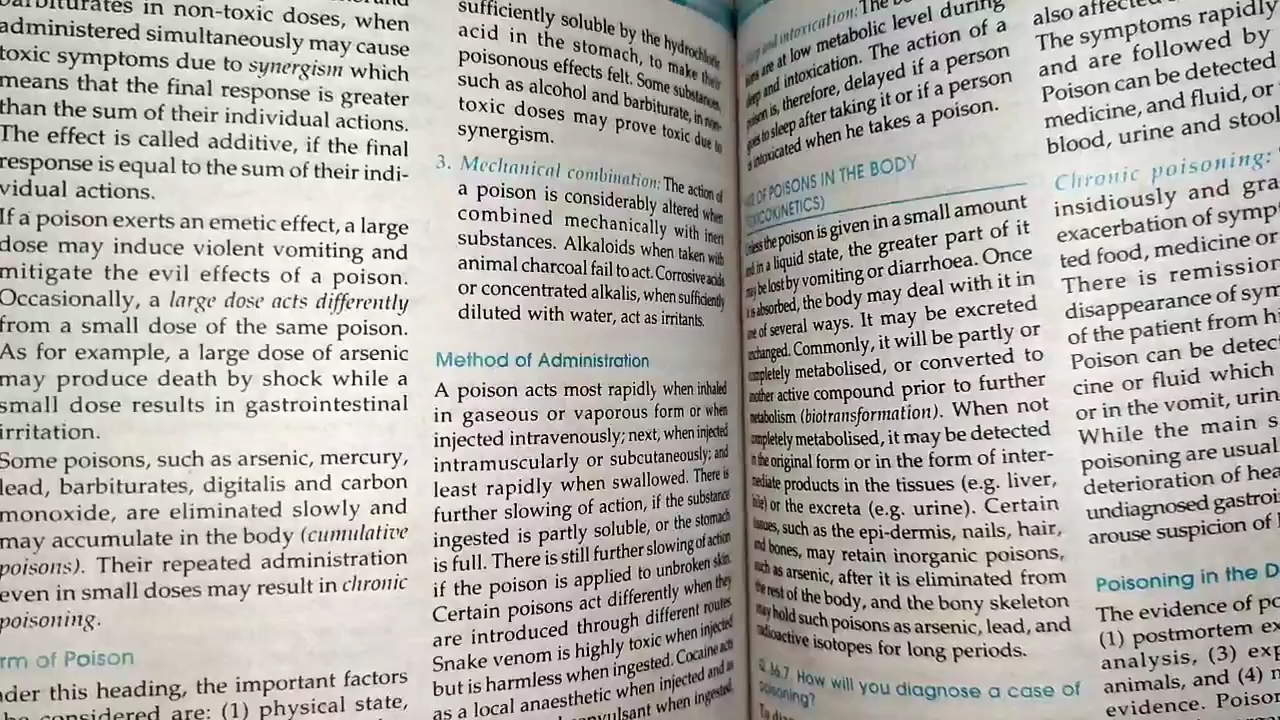 barbiturates in non-toxic doses, when
administered simultaneously may cause
toxic symptoms due to synergism which
means that the final response is greater
than the sum of their individual actions.
The effect is called additive, if the final
response is equal to the sum of their indi-
vidual actions.
If a poison exerts an emetic effect, a large
dose may induce violent vomiting and
mitigate the evil effects of a poison.
Occasionally, a large dose acts differently
from a small dose of the same poison.
As for example, a large dose of arsenic
may produce death by shock while a
small dose results in gastrointestinal
irritation.
Some poisons, such as arsenic, mercury,
lead, barbiturates, digitalis and carbon
monoxide, are eliminated slowly and
may accumulate in the body (cumulative
poisons). Their repeated administration
even in small doses may result in chronic
poisoning.
rm of Poison
der this heading, the important factors
considered are: (1) physical state,
sufficiently soluble by the hydrochloric
acid in the stomach, to make their
poisonous effects felt. Some substances,
such as alcohol and barbiturate, in non-
toxic doses may prove toxic due to
synergism.
3. Mechanical combination: The action of
a poison is considerably altered when
combined mechanically with inert
substances. Alkaloids when taken with
animal charcoal fail to act. Corrosive acids
or concentrated alkalis, when sufficiently
diluted with water, act as irritants.
Method of Administration
A poison acts most rapidly when inhaled
in gaseous or vaporous form or when
injected intravenously; next, when injected
intramuscularly or subcutaneously; and
least rapidly when swallowed. There is
further slowing of action, if the substance
ingested is partly soluble, or the stomach
is full. There is still further slowing of action
if the poison is applied to unbroken skin.
Certain poisons act differently when they
are introduced through different routes.
Snake venom is highly toxic when injected
but is harmless when ingested. Cocaine acts
as a local anaesthetic when injected and as
convulsant when ingested.
and intoxication: The
are at low metabolic level during
sleep and intoxication. The action of a
poison is, therefore, delayed if a person
goes to sleep after taking it or if a person
is intoxicated when he takes a poison.
OF POISONS IN THE BODY
(TOXICOKINETICS)
Unless the poison is given in a small amount
and in a liquid state, the greater part of it
may be lost by vomiting or diarrhoea. Once
it is absorbed, the body may deal with it in
one of several ways. It may be excreted
unchanged. Commonly, it will be partly or
completely metabolised, or converted to
another active compound prior to further
metabolism (biotransformation). When not
completely metabolised, it may be detected
in the original form or in the form of inter-
mediate products in the tissues (e.g. liver,
bile) or the excreta (e.g. urine). Certain
tissues, such as the epi-dermis, nails, hair,
and bones, may retain inorganic poisons,
such as arsenic, after it is eliminated from
the rest of the body, and the bony skeleton
may hold such poisons as arsenic, lead, and
radioactive isotopes for long periods.
Q. 36.7. How will you diagnose a case of
poisoning?
also affected
The symptoms rapidly
and are followed by
Poison can be detected
medicine, and fluid, or
blood, urine and stool
Chronic poisoning:
insidiously and gra
exacerbation of symp
ted food, medicine or
There is remission
disappearance of sym
of the patient from hi
Poison can be detec
cine or fluid which
or in the vomit, urin
While the main s
poisoning are usual
deterioration of hea
undiagnosed gastroi
arouse suspicion of
Poisoning in the D
The evidence of po
(1) postmortem ex
analysis, (3) exp
animals, and (4) 
evidence. Poiso